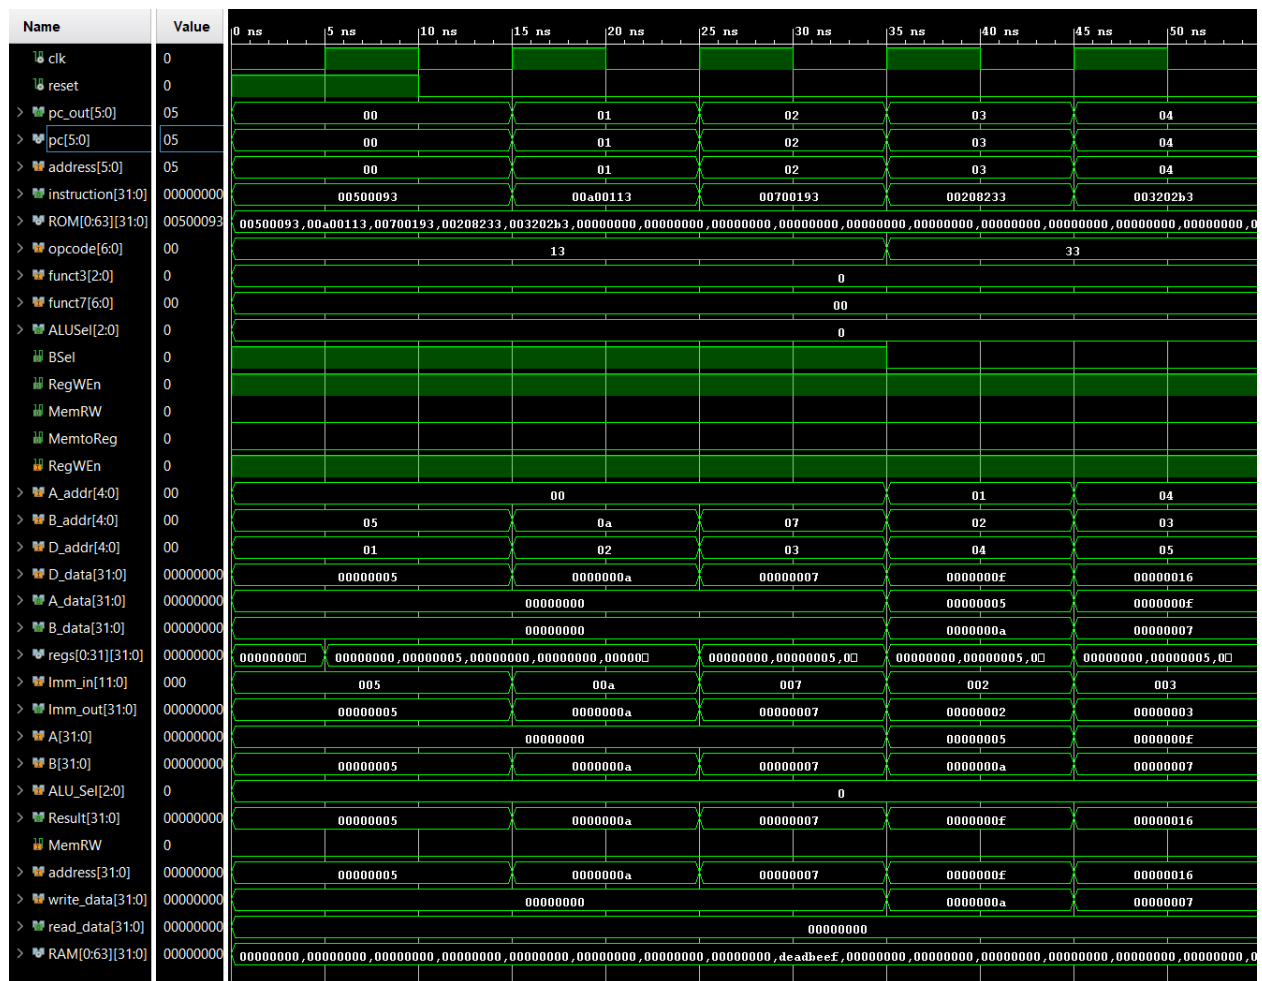 Name Value 0 ns 5 ns 10 ns 15 ns 20 ns 25 ns 30 ns 35 ns 40 ns 45 ns 50 ns
clk 0
reset 0
pc_out[5:0] 05 00 01 02 03 04
pc[5:0] 05 00 01 02 03 04
address[5:0] 05 00 01 02 03 04
instruction[31:0] 00000000 00500093 00a00113 00700193 00208233 003202b3
ROM[0:63][31:0] 00500093 00500093,00a00113,00700193,00208233,003202b3,00000000,00000000,00000000,00000000,00000000,00000000,00000000,00000000,00000000,00000000,0
opcode[6:0] 00 13 33
funct3[2:0] 0 0
funct7[6:0] 00 00
ALUSel[2:0] 0 0
BSel 0
RegWEn 0
MemRW 0
MemtoReg 0
RegWEn 0
A_addr[4:0] 00 00 01 04
B_addr[4:0] 00 05 0a 07 02 03
D_addr[4:0] 00 01 02 03 04 05
D_data[31:0] 00000000 00000005 0000000a 00000007 0000000f 00000016
A_data[31:0] 00000000 00000000 00000005 0000000f
B_data[31:0] 00000000 00000000 0000000a 00000007
regs[0:31][31:0] 00000000 00000000 00000000,00000005,00000000,00000000,00000 00000000,00000005,0 00000000,00000005,0 00000000,00000005,0
Imm_in[11:0] 000 005 00a 007 002 003
Imm_out[31:0] 00000000 00000005 0000000a 00000007 00000002 00000003
A[31:0] 00000000 00000000 00000005 0000000f
B[31:0] 00000000 00000005 0000000a 00000007 0000000a 00000007
ALU_Sel[2:0] 0 0
Result[31:0] 00000000 00000005 0000000a 00000007 0000000f 00000016
MemRW 0
address[31:0] 00000000 00000005 0000000a 00000007 0000000f 00000016
write_data[31:0] 00000000 00000000 0000000a 00000007
read_data[31:0] 00000000 00000000
RAM[0:63][31:0] 00000000 00000000,00000000,00000000,00000000,00000000,00000000,00000000,00000000,deadbeef,00000000,00000000,00000000,00000000,00000000,00000000,0